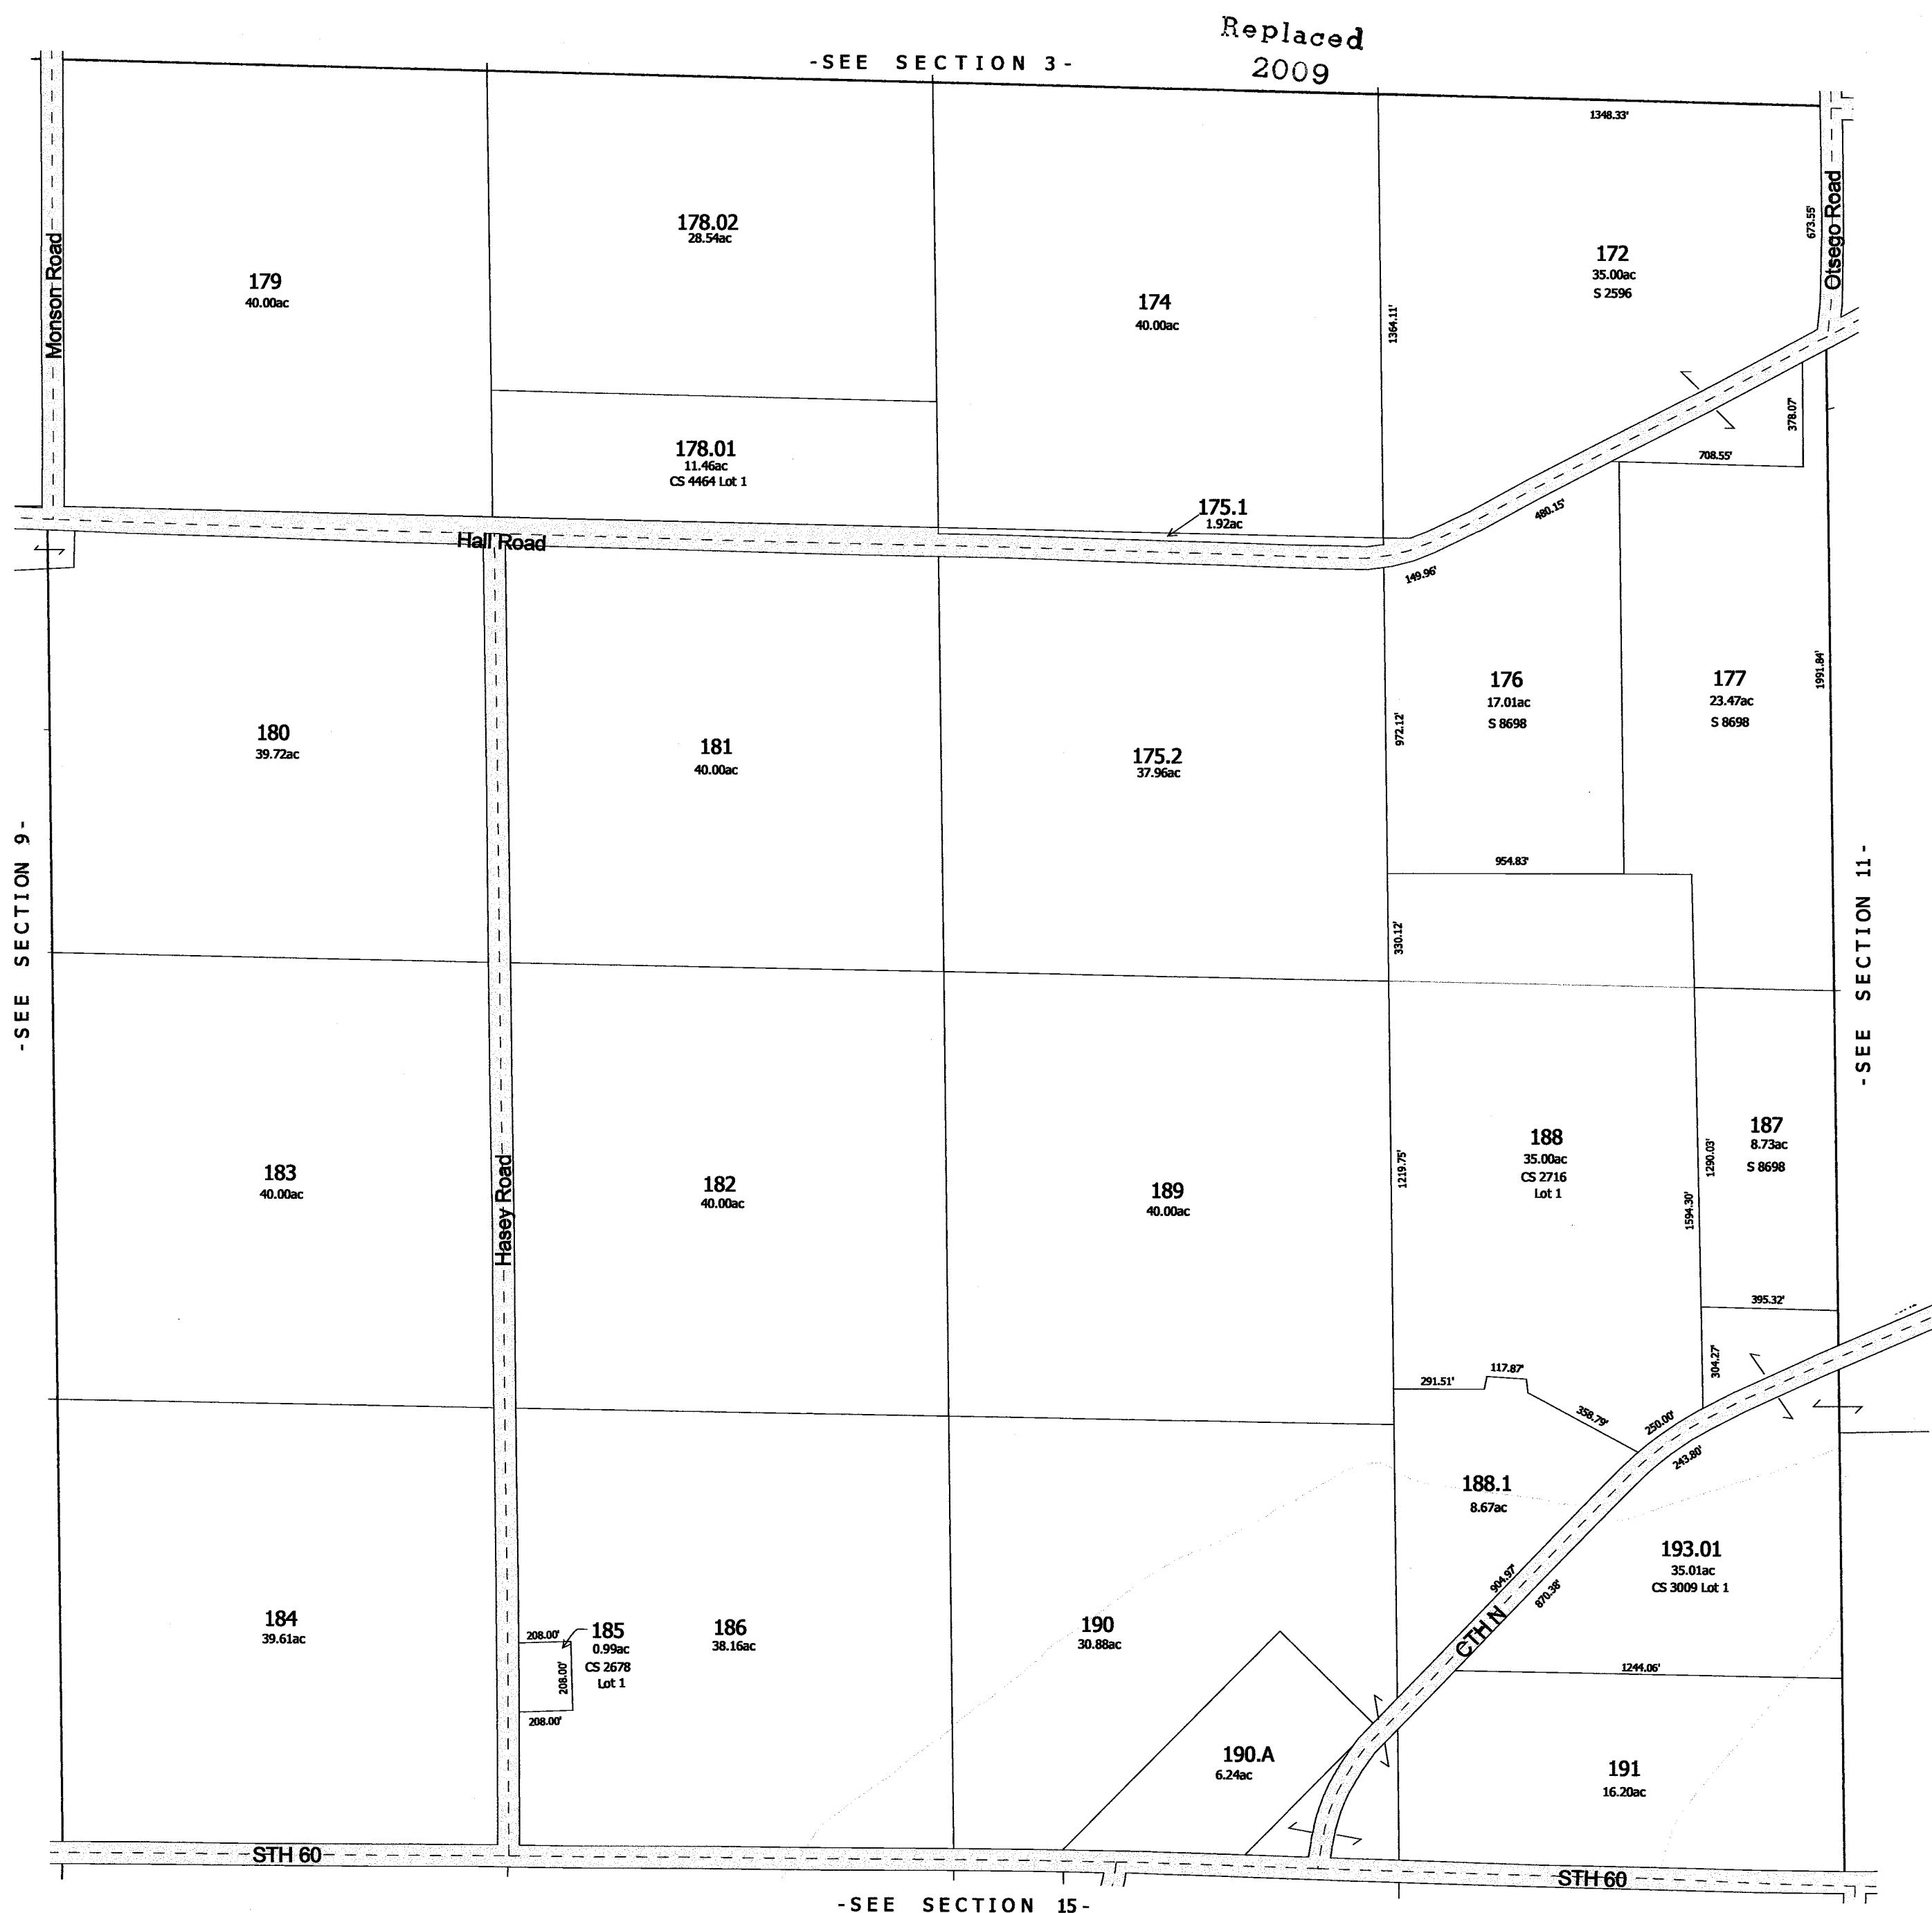 Replaced
2009
-SEE SECTION 3-
1348.33'
Monson Road
179
40.00ac
178.02
28.54ac
174
40.00ac
1364.11'
172
35.00ac
S 2596
673.55'
Otsego Road
178.01
11.46ac
CS 4464 Lot 1
175.1
1.92ac
378.07'
708.55'
480.15'
149.96'
Hall Road
180
39.72ac
181
40.00ac
175.2
37.96ac
972.12'
176
17.01ac
S 8698
177
23.47ac
S 8698
1991.84'
954.83'
330.12'
-SEE SECTION 9-
-SEE SECTION 11-
183
40.00ac
Hasey Road
182
40.00ac
189
40.00ac
1219.75'
188
35.00ac
CS 2716
Lot 1
1594.30'
1290.03'
187
8.73ac
S 8698
395.32'
304.27'
291.51'
117.87'
358.79'
250.00'
243.80'
188.1
8.67ac
193.01
35.01ac
CS 3009 Lot 1
904.97'
870.38'
CTH N
1244.06'
184
39.61ac
208.00'
208.00'
208.00'
185
0.99ac
CS 2678
Lot 1
186
38.16ac
190
30.88ac
190.A
6.24ac
191
16.20ac
STH 60
STH 60
-SEE SECTION 15-